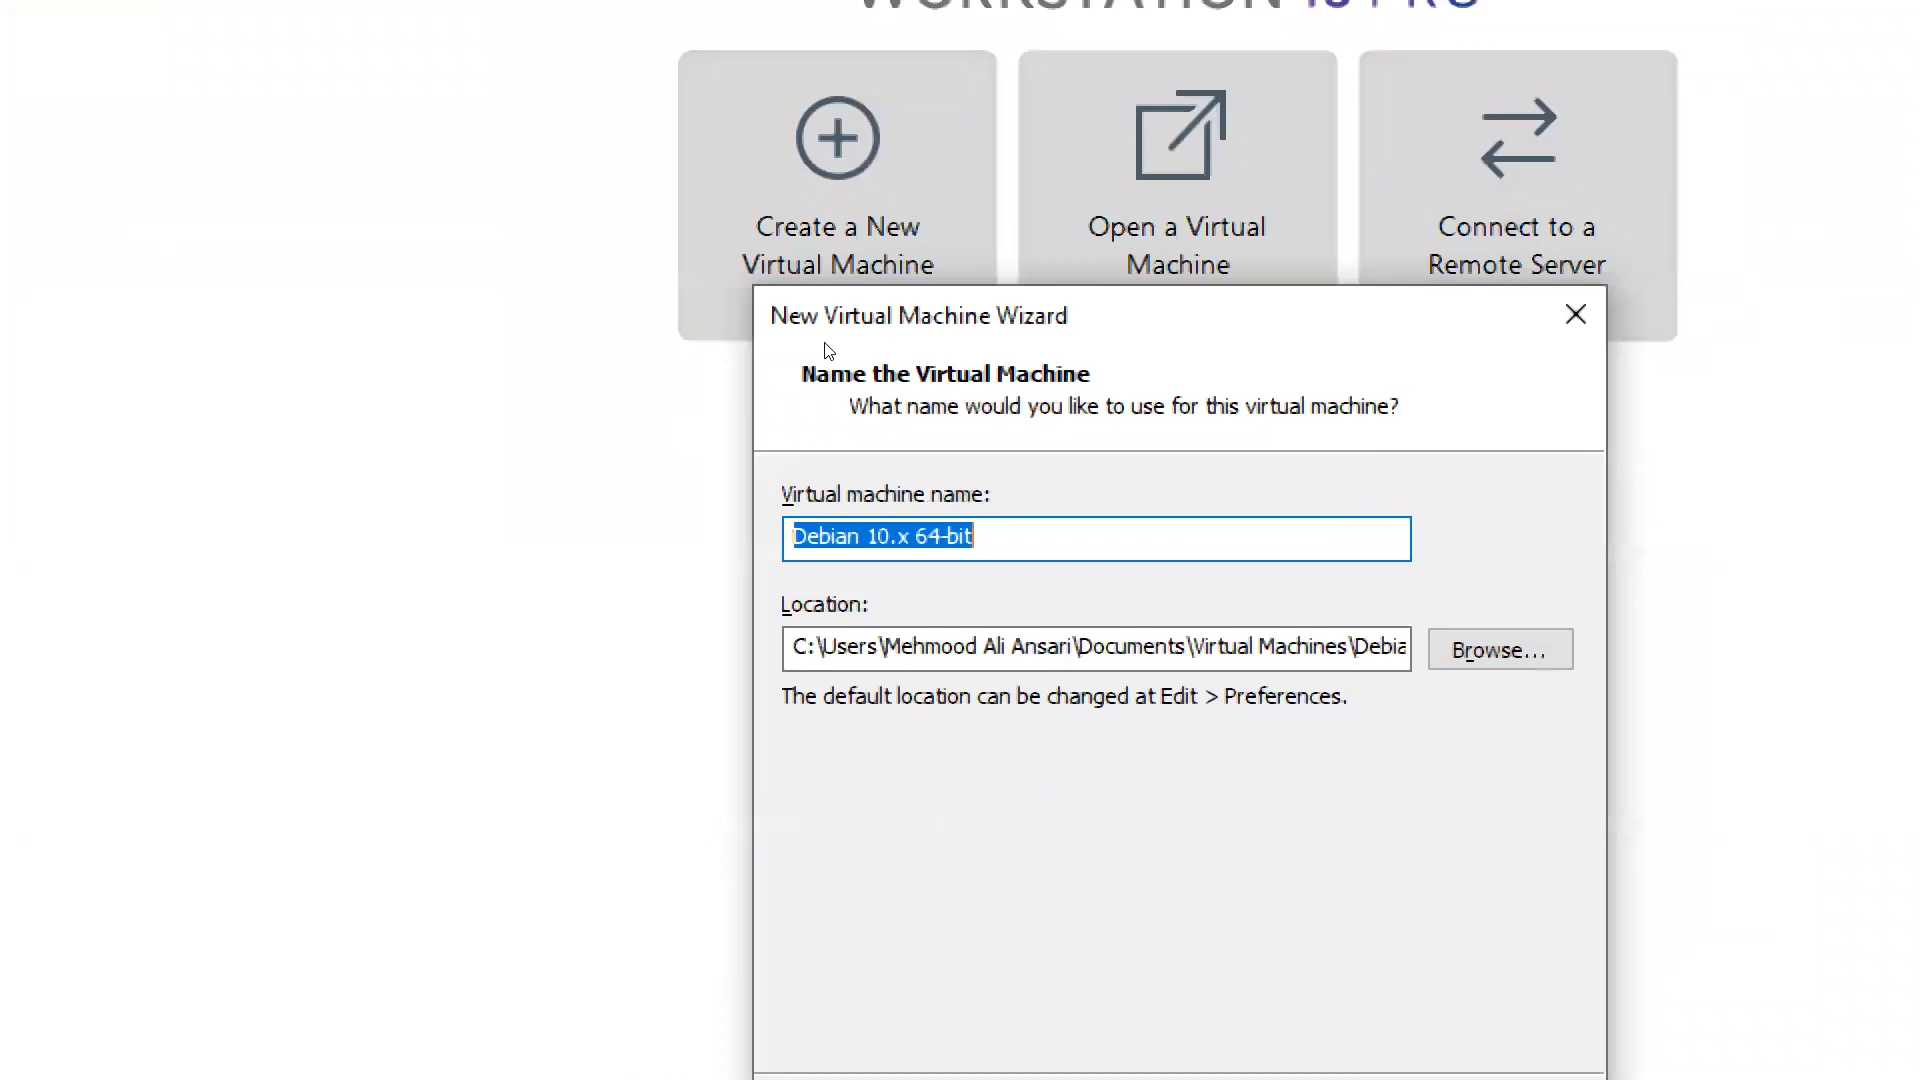 WORKSTATION PRO
Create a New
Virtual Machine
Open a Virtual
Machine
Connect to a
Remote Server
New Virtual Machine Wizard
Name the Virtual Machine
What name would you like to use for this virtual machine?
Virtual machine name:
Debian 10.x 64-bit
Location:
C:\Users\Mehmood Ali Ansari\Documents\Virtual Machines\Debia
Browse...
The default location can be changed at Edit > Preferences.